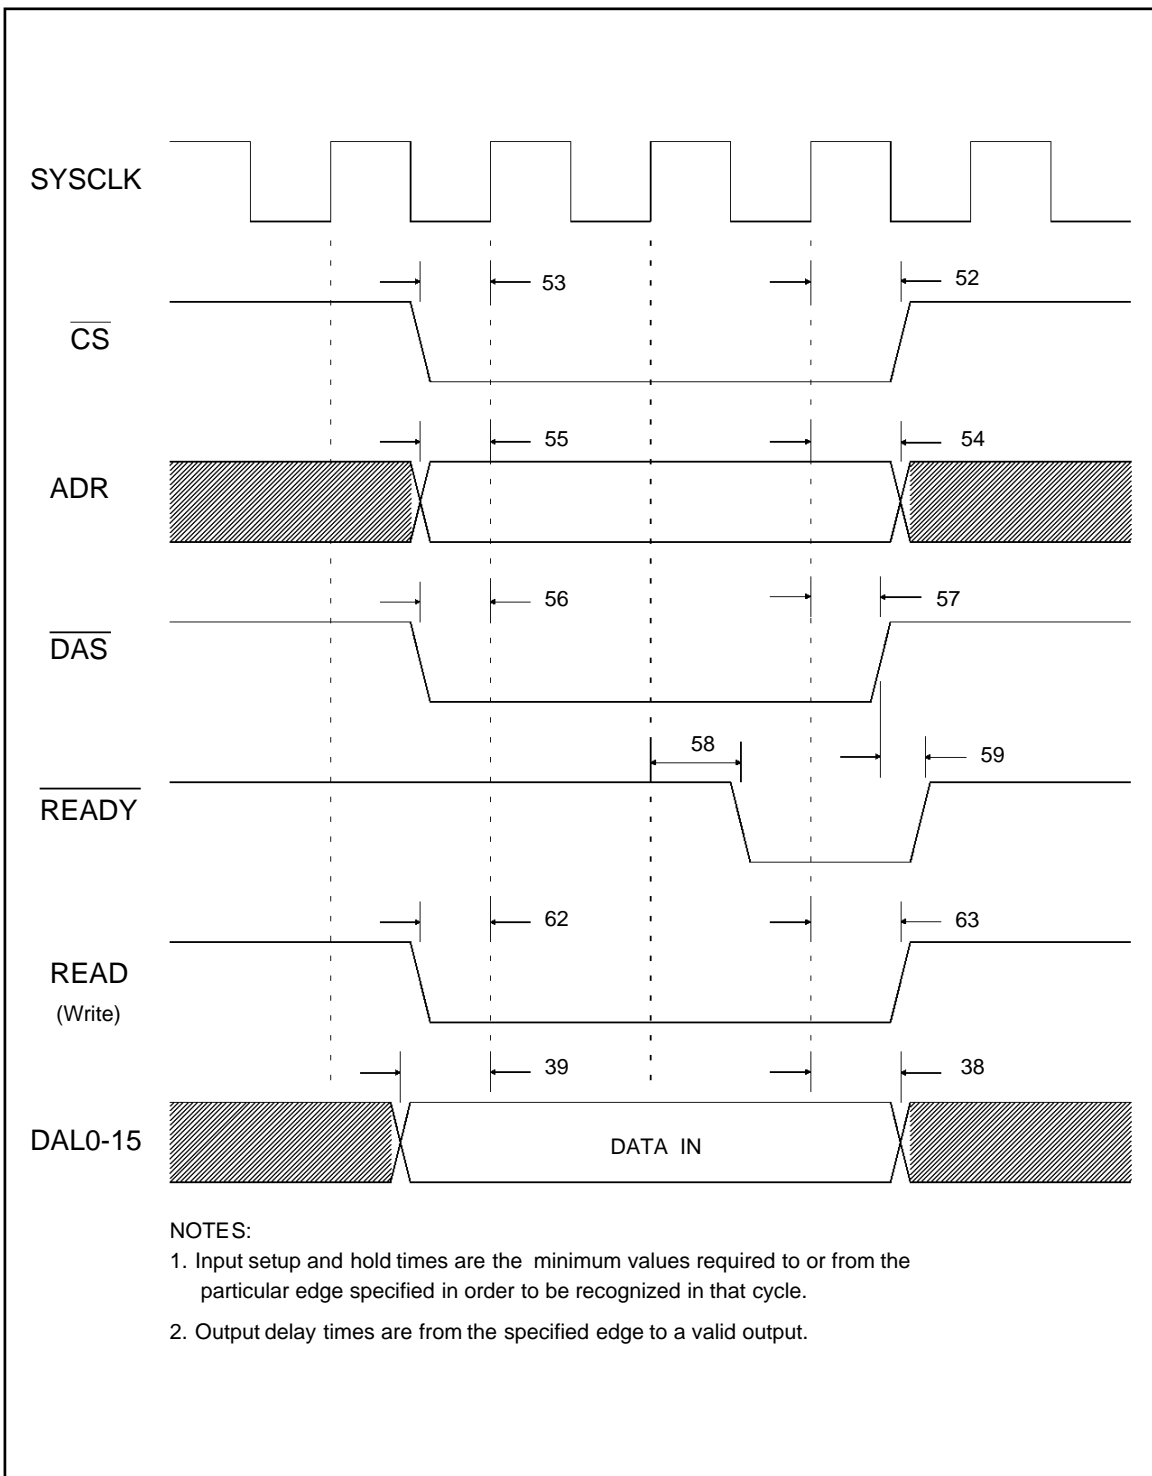 SYSCLK
53
52
CS
55
54
ADR
56
57
DAS
58
59
READY
62
63
READ
(Write)
39
38
DAL0-15
DATA IN
NOTES:
1. Input setup and hold times are the minimum values required to or from the
particular edge specified in order to be recognized in that cycle.
2. Output delay times are from the specified edge to a valid output.